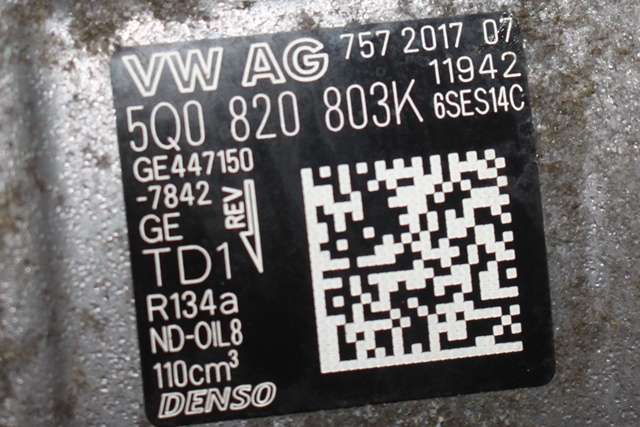 VW AG 757 2017 07
11942
5Q0 820 803K 6SES14C
GE447150
-7842
GE
REV
TD1
R134a
ND-OIL8
110cm³
DENSO